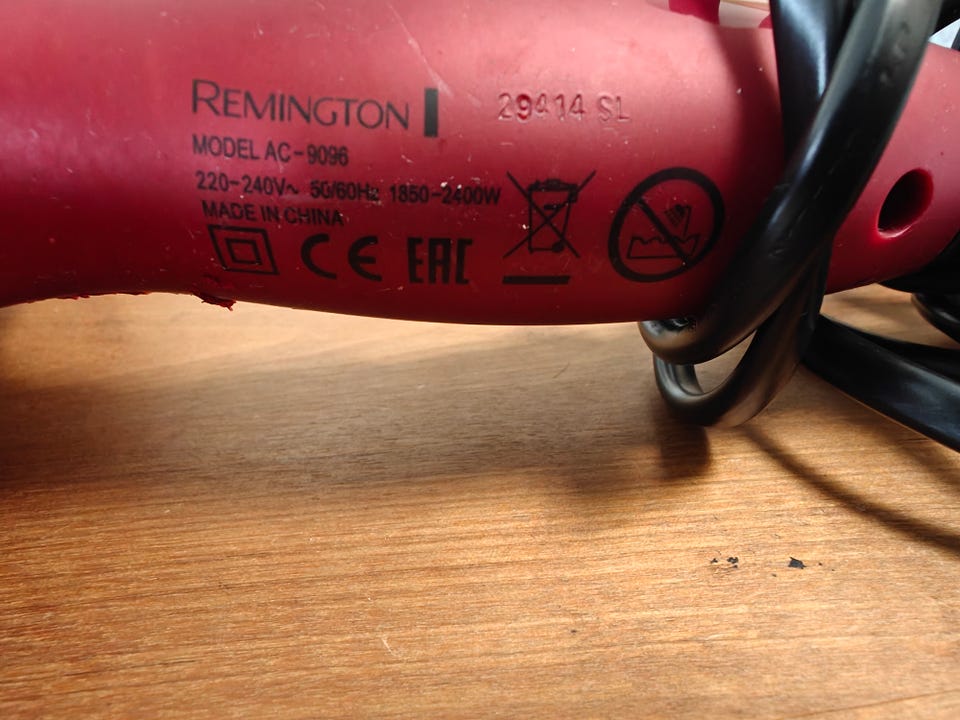 REMINGTON
29414 SL
MODEL AC-9096
220-240V~ 50/60Hz 1850-2400W
MADE IN CHINA
CE EAC